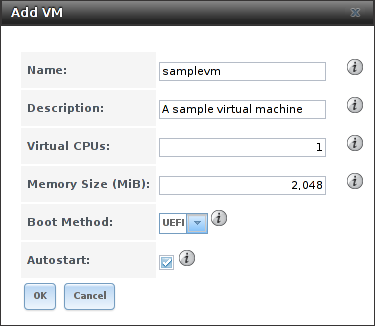 Add VM
Name: samplevm
Description: A sample virtual machine
Virtual CPUs: 1
Memory Size (MiB): 2,048
Boot Method: UEFI
Autostart:
OK Cancel